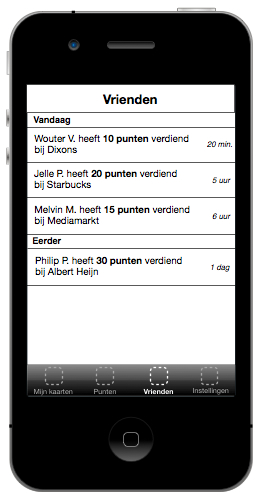 Vrienden
Vandaag
Wouter V. heeft 10 punten verdiend
bij Dixons
20 min.
Jelle P. heeft 20 punten verdiend
bij Starbucks
5 uur
Melvin M. heeft 15 punten verdiend
bij Mediamarkt
6 uur
Eerder
Philip P. heeft 30 punten verdiend
bij Albert Heijn
1 dag
Mijn kaarten
Punten
Vrienden
Instellingen